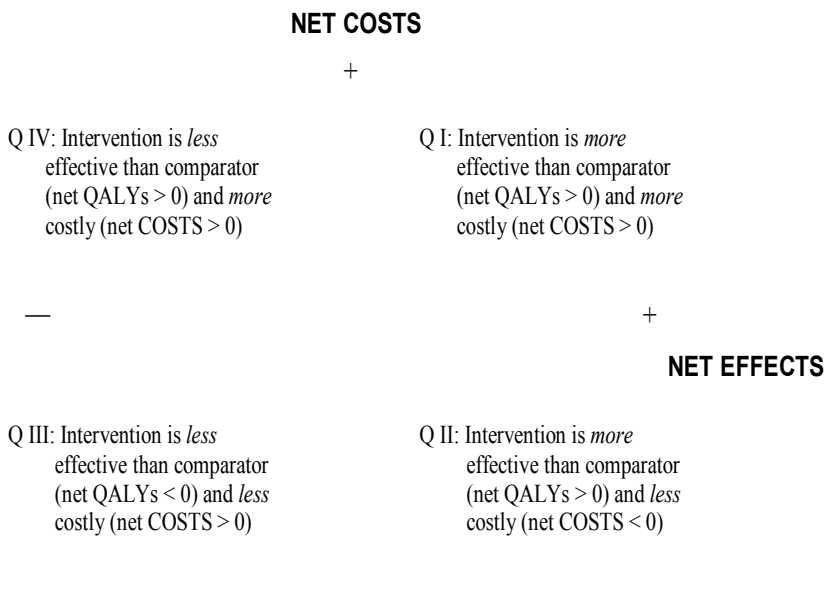 NET COSTS
+
Q IV: Intervention is less
effective than comparator
(net QALYs > 0) and more
costly (net COSTS > 0)
Q I: Intervention is more
effective than comparator
(net QALYs > 0) and more
costly (net COSTS > 0)
— +
NET EFFECTS
Q III: Intervention is less
effective than comparator
(net QALYs < 0) and less
costly (net COSTS > 0)
Q II: Intervention is more
effective than comparator
(net QALYs > 0) and less
costly (net COSTS < 0)